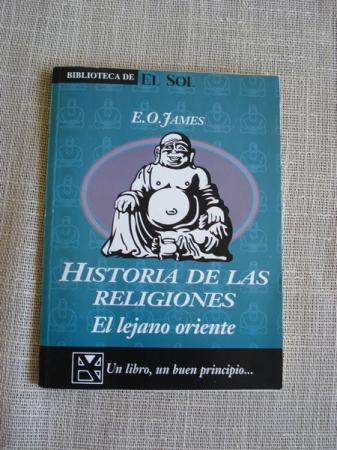 BIBLIOTECA DE EL SOL
E.O. JAMES
HISTORIA DE LAS
RELIGIONES
El lejano oriente
Un libro, un buen principio...